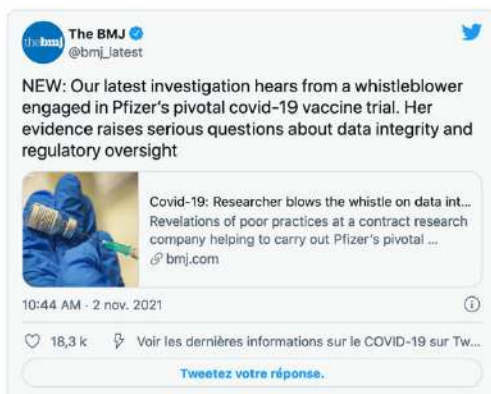 thebmj
The BMJ
@bmj_latest
NEW: Our latest investigation hears from a whistleblower
engaged in Pfizer's pivotal covid-19 vaccine trial. Her
evidence raises serious questions about data integrity and
regulatory oversight
Covid-19: Researcher blows the whistle on data int...
Revelations of poor practices at a contract research
company helping to carry out Pfizer's pivotal ...
bmj.com
10:44 AM · 2 nov. 2021
18,3 k Voir les dernières informations sur le COVID-19 sur Tw...
Tweetez votre réponse.